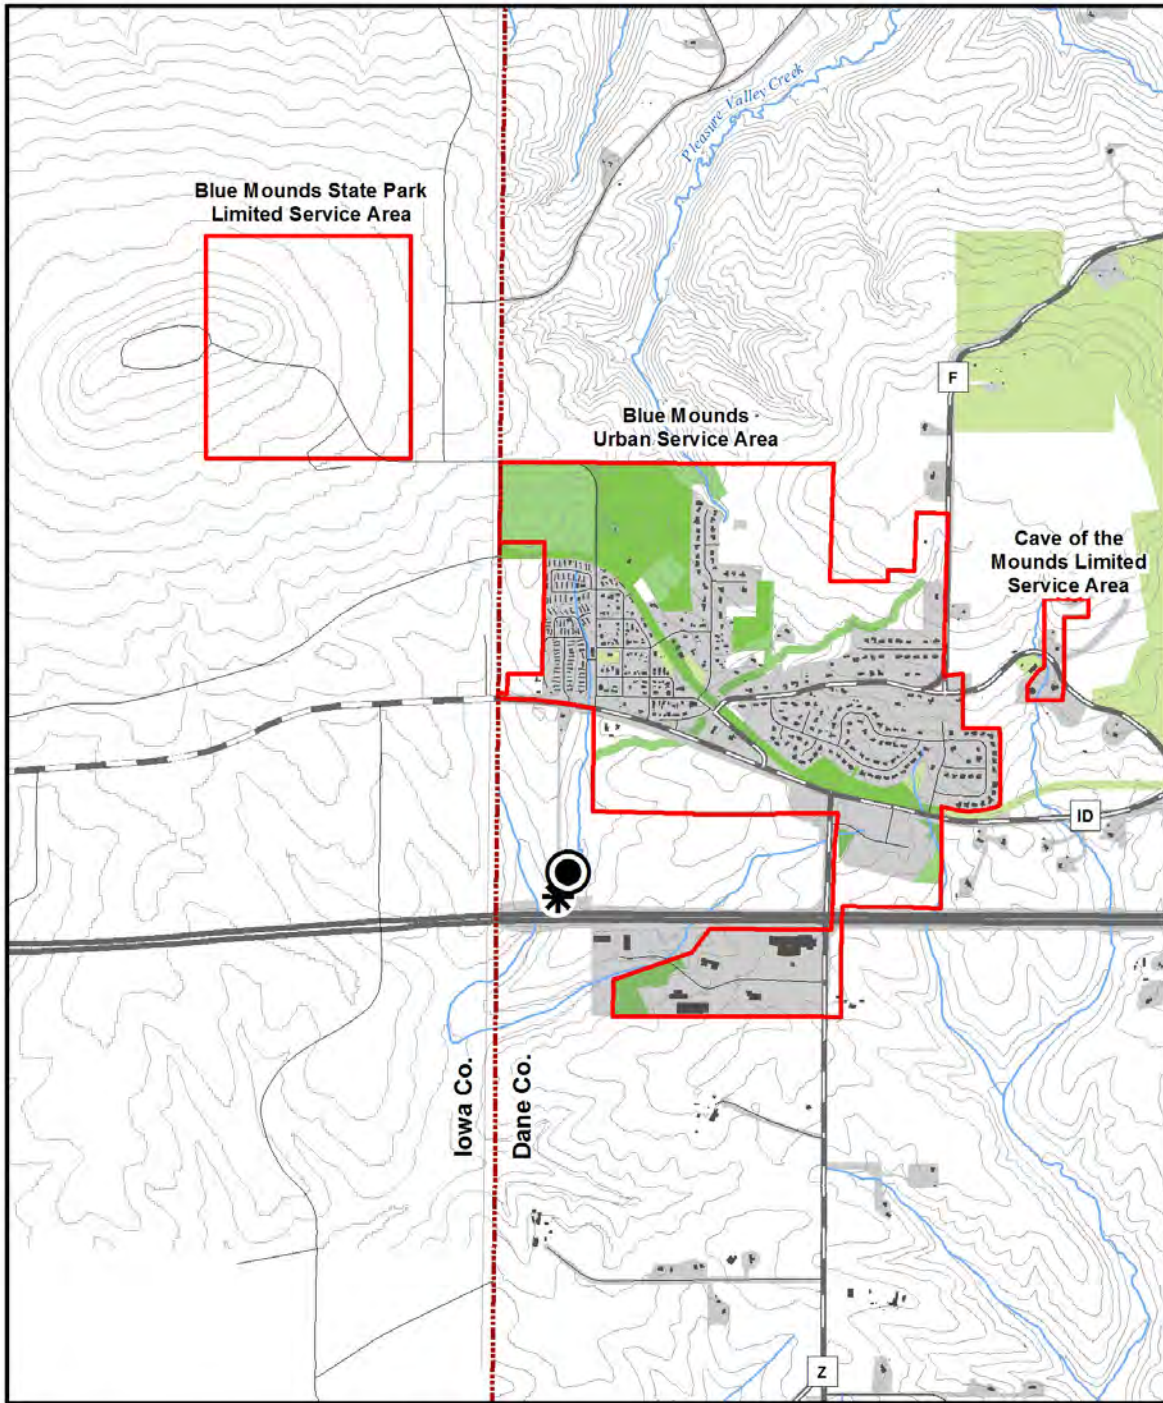 Pleasure Valley Creek
Blue Mounds State Park
Limited Service Area
F
Blue Mounds
Urban Service Area
Cave of the
Mounds Limited
Service Area
ID
Iowa Co.
Dane Co.
Z